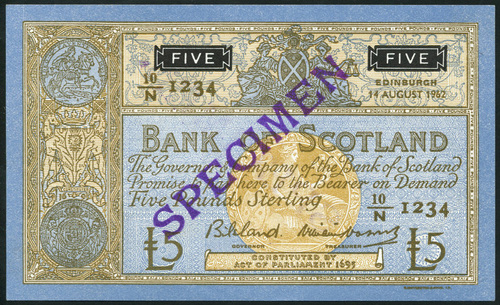 FIVE FIVE
10/N 1234
EDINBURGH
14 AUGUST 1962
SPECIMEN
BANK OF SCOTLAND
The Governor & Company of the Bank of Scotland
Promise to pay here to the Bearer on Demand
Five Pounds Sterling
10/N 1234
GOVERNOR TREASURER
£5 £5
CONSTITUTED BY
ACT OF PARLIAMENT 1695